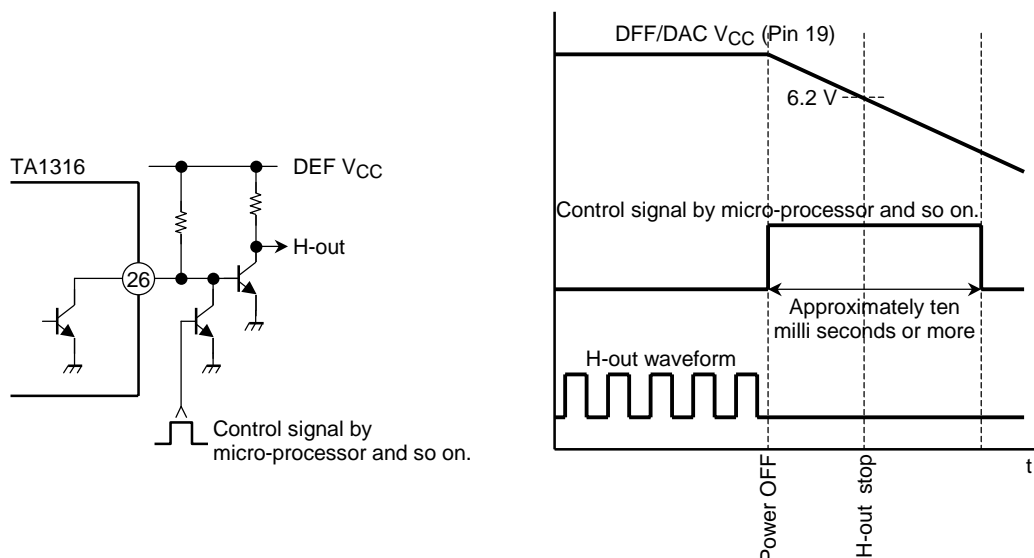 TA1316
DEF VCC
H-out
26
Control signal by
micro-processor and so on.
DFF/DAC VCC (Pin 19)
6.2 V
Control signal by micro-processor and so on.
Approximately ten
milli seconds or more
H-out waveform
t
Power OFF
H-out stop